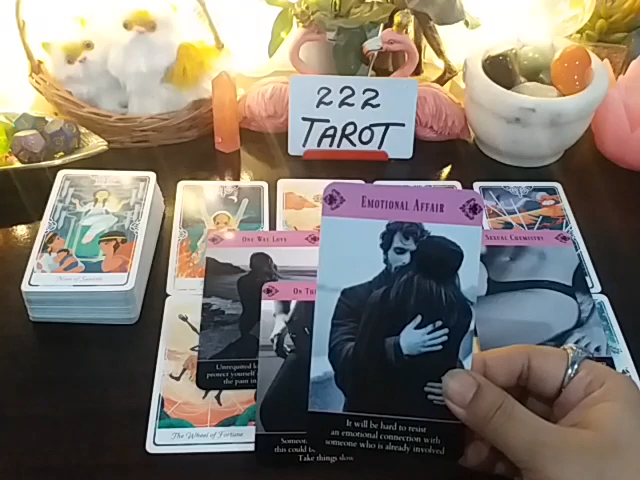 222
TAROT
EMOTIONAL AFFAIR
ONE WAY LOVE
SEXUAL CHEMISTRY
ON TH
Unrequited
protect yourself
the pain in
It will be hard to resist
an emotional connection with
someone who is already involved
The Wheel of Fortune
Someon
this could b
Take things slow